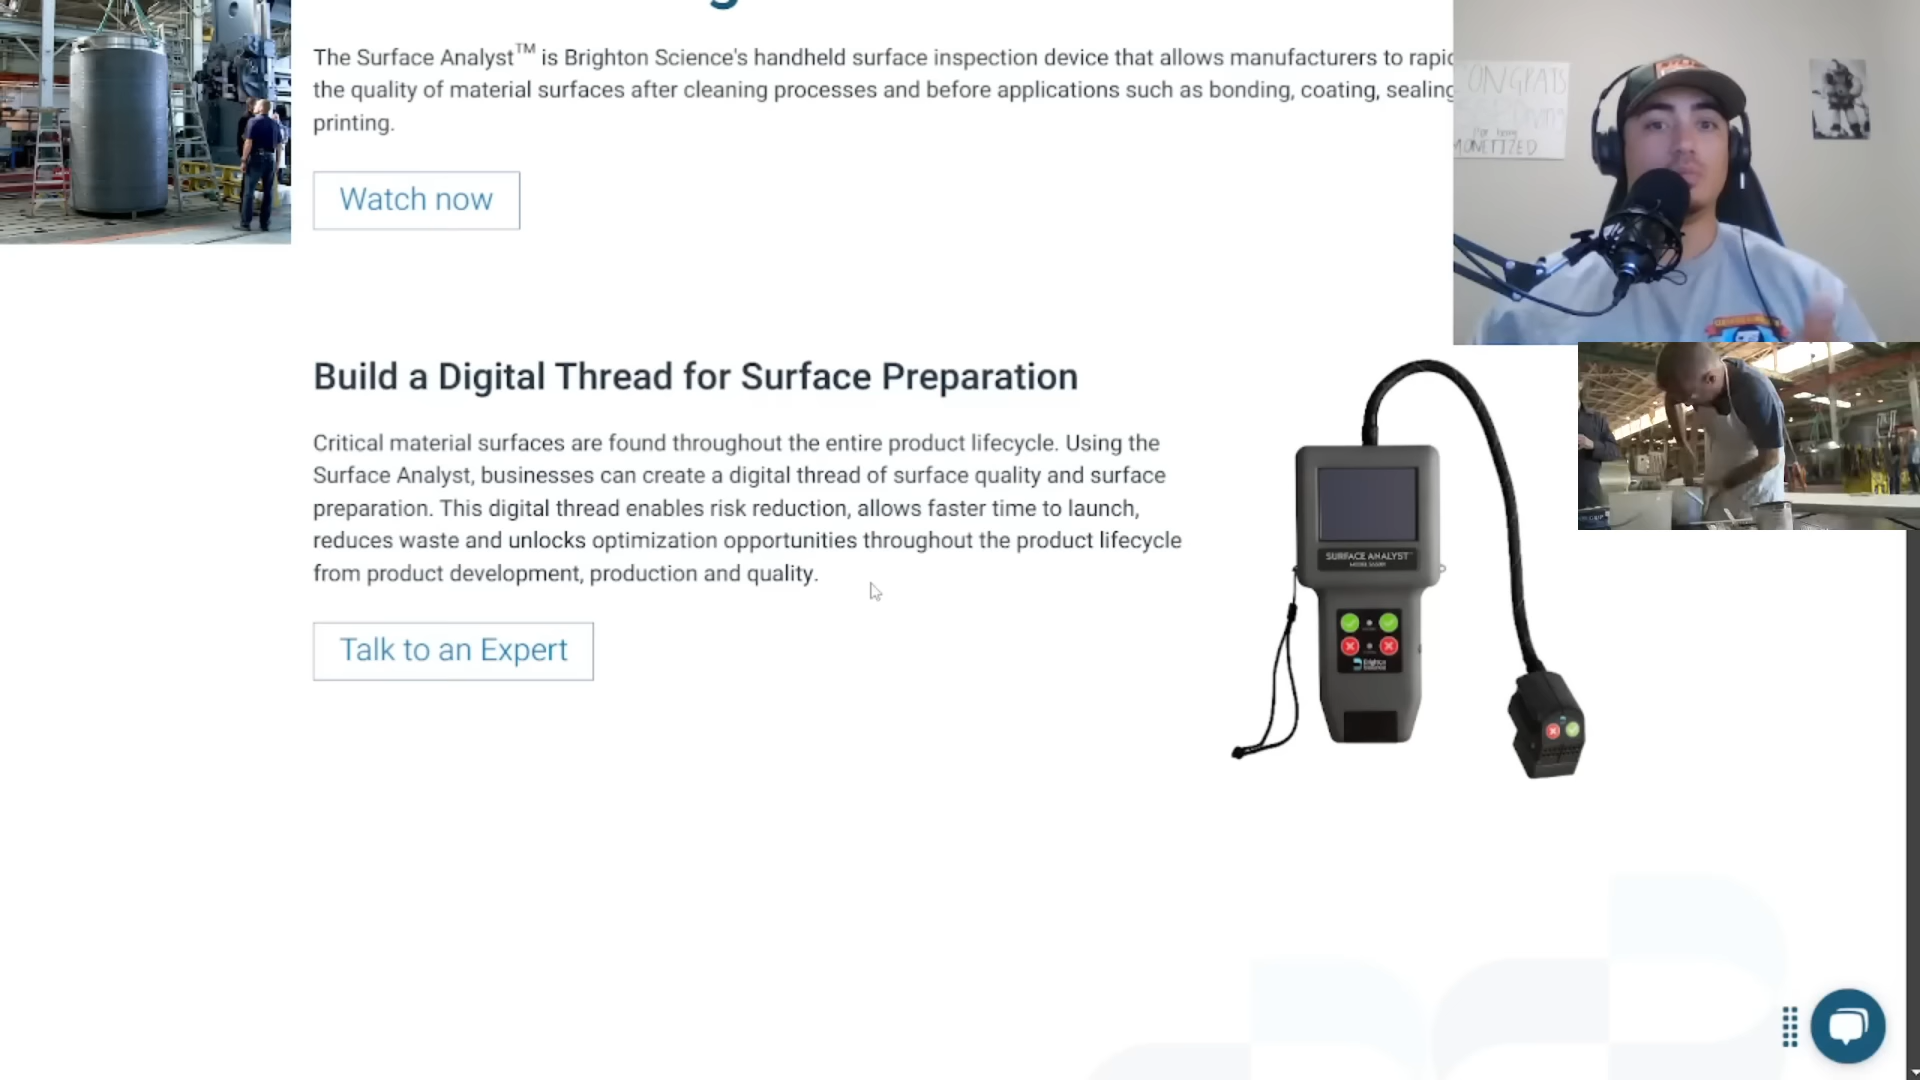 The Surface Analyst™ is Brighton Science's handheld surface inspection device that allows manufacturers to rapid
the quality of material surfaces after cleaning processes and before applications such as bonding, coating, sealing
printing.
Watch now
CONGRATS
MONETIZED
Build a Digital Thread for Surface Preparation
Critical material surfaces are found throughout the entire product lifecycle. Using the
Surface Analyst, businesses can create a digital thread of surface quality and surface
preparation. This digital thread enables risk reduction, allows faster time to launch,
reduces waste and unlocks optimization opportunities throughout the product lifecycle
from product development, production and quality.
Talk to an Expert
SURFACE ANALYST